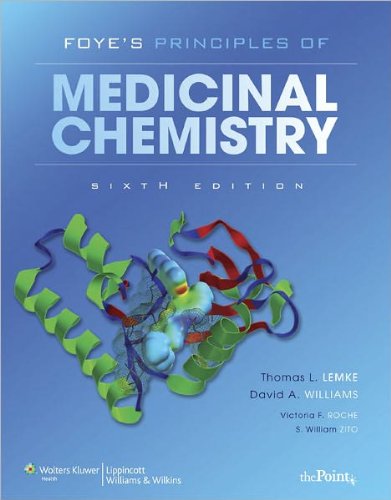 FOYE'S PRINCIPLES OF
MEDICINAL
CHEMISTRY
SIXTH EDITION
Thomas L. LEMKE
David A. WILLIAMS
Victoria F. ROCHE
S. William ZITO
Wolters Kluwer
Health
Lippincott
Williams & Wilkins
thePoint